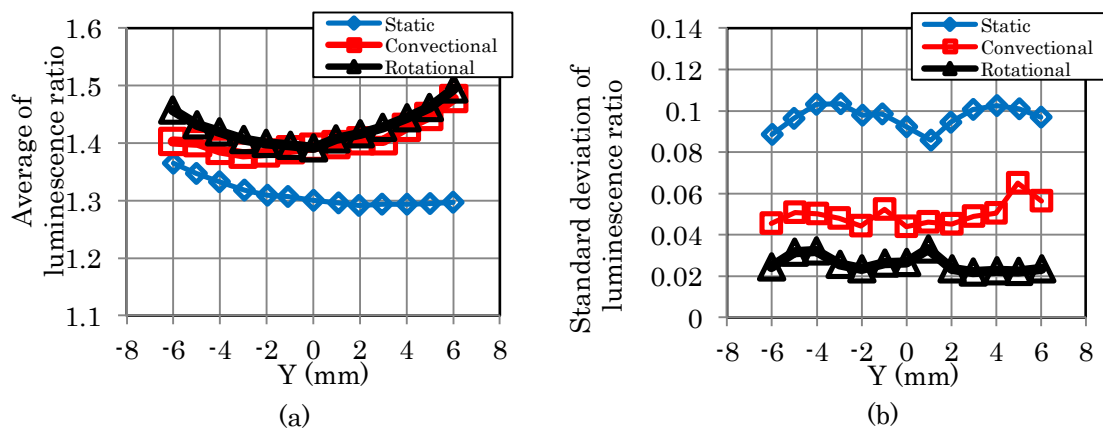 Average of
luminescence ratio
1.6
1.5
1.4
1.3
1.2
1.1
Static
Convectional
Rotational
-8 -6 -4 -2 0 2 4 6 8
Y (mm)
(a)
Standard deviation of
luminescence ratio
0.14
0.12
0.1
0.08
0.06
0.04
0.02
0
Static
Convectional
Rotational
-8 -6 -4 -2 0 2 4 6 8
Y (mm)
(b)